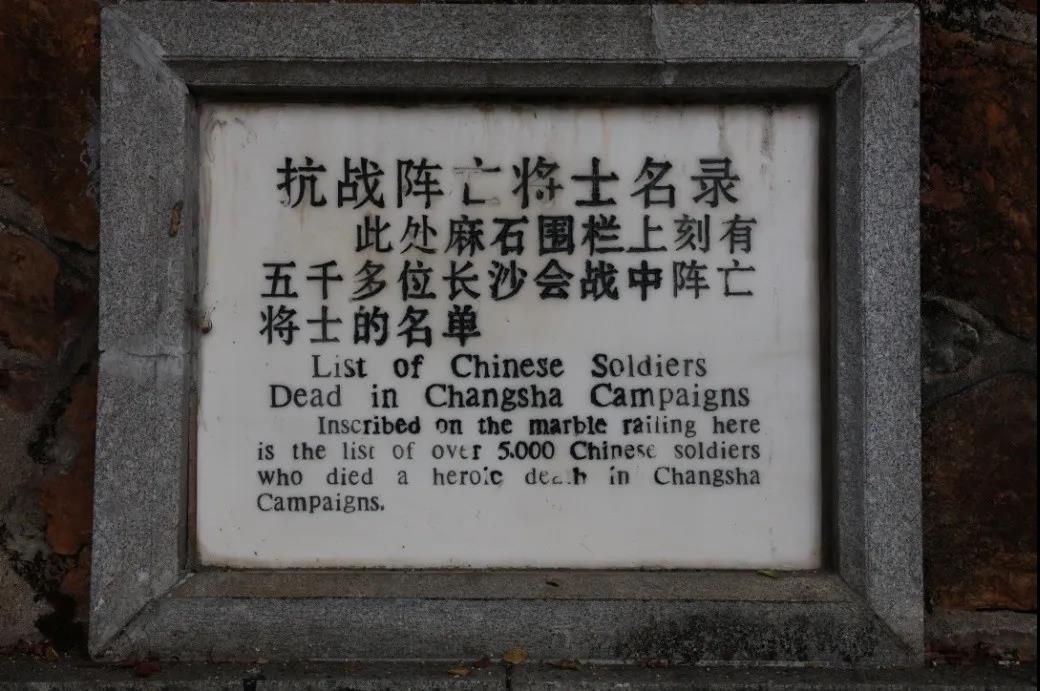 抗战阵亡将士名录
此处麻石围栏上刻有
五千多位长沙会战中阵亡
将士的名单
List of Chinese Soldiers
Dead in Changsha Campaigns
Inscribed on the marble railing here
is the list of over 5.000 Chinese soldiers
who died a heroic death in Changsha
Campaigns.